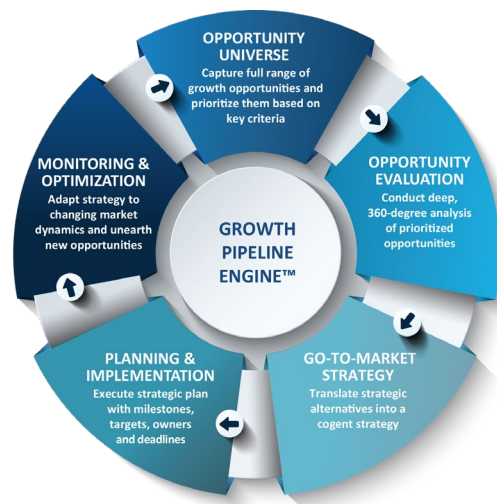 OPPORTUNITY
UNIVERSE
Capture full range of
growth opportunities and
prioritize them based on
key criteria
OPPORTUNITY
EVALUATION
Conduct deep,
360-degree analysis
of prioritized
opportunities
GO-TO-MARKET
STRATEGY
Translate strategic
alternatives into a
cogent strategy
PLANNING &
IMPLEMENTATION
Execute strategic plan
with milestones,
targets, owners
and deadlines
MONITORING &
OPTIMIZATION
Adapt strategy to
changing market
dynamics and unearth
new opportunities
GROWTH
PIPELINE
ENGINE™